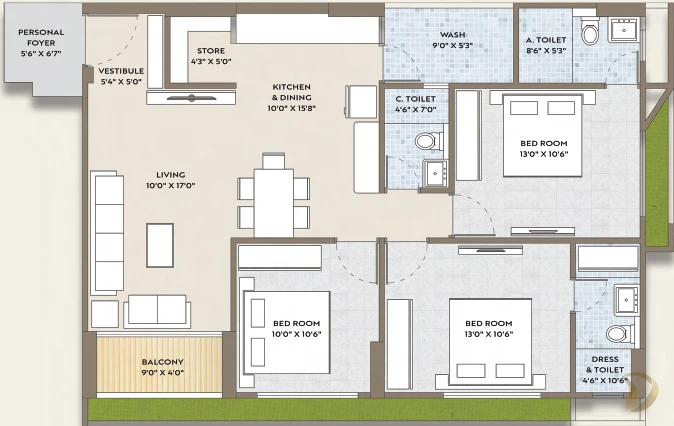 PERSONAL
FOYER
5'6" X 6'7"
VESTIBULE
5'4" X 5'0"
STORE
4'3" X 5'0"
KITCHEN
& DINING
10'0" X 15'8"
WASH
9'0" X 5'3"
A. TOILET
8'6" X 5'3"
C. TOILET
4'6" X 7'0"
BED ROOM
13'0" X 10'6"
LIVING
10'0" X 17'0"
BED ROOM
10'0" X 10'6"
BED ROOM
13'0" X 10'6"
BALCONY
9'0" X 4'0"
DRESS
& TOILET
4'6" X 10'6"